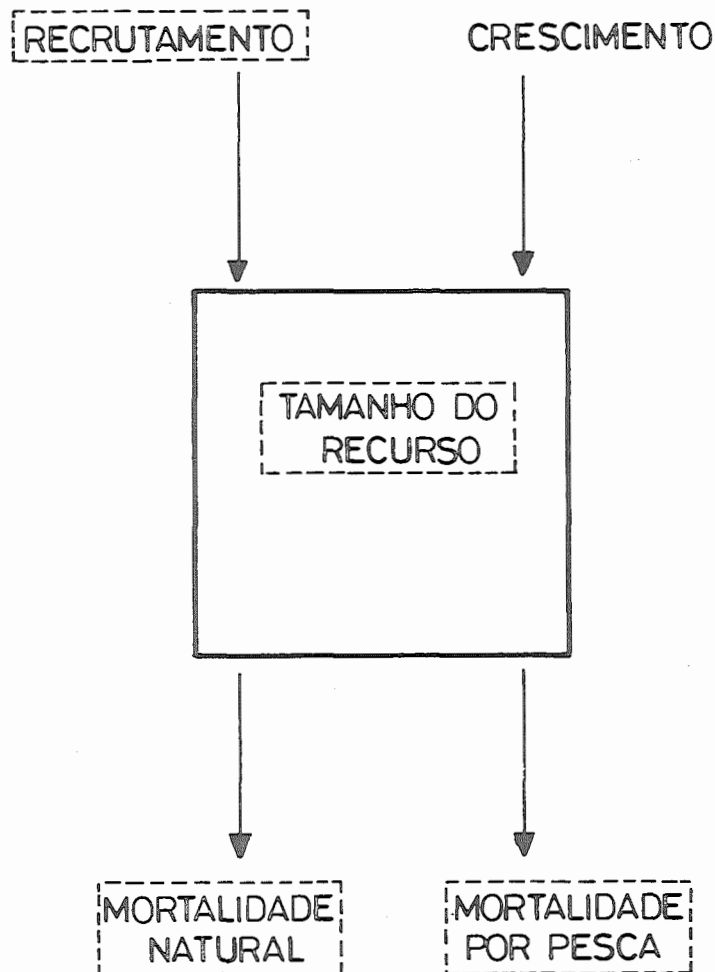 RECRUTAMENTO
CRESCIMENTO
TAMANHO DO
RECURSO
MORTALIDADE
NATURAL
MORTALIDADE
POR PESCA